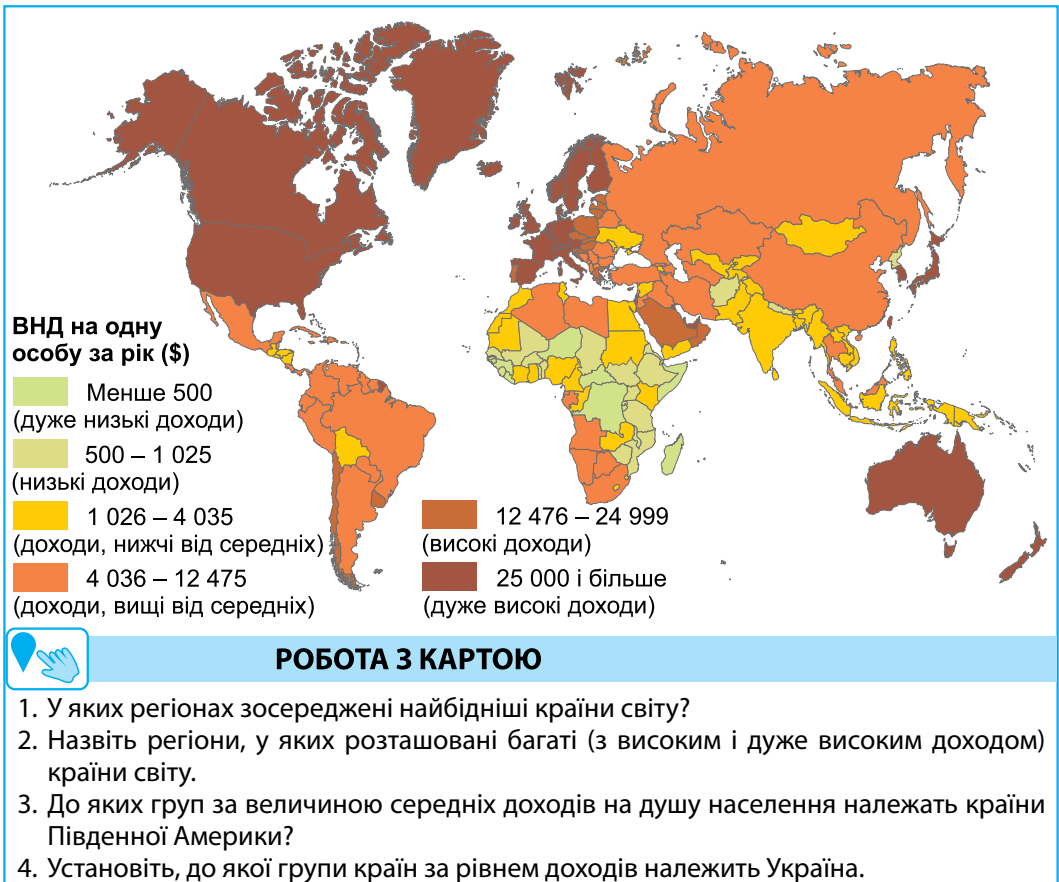 ВНД на одну
особу за рік ($)
Менше 500
(дуже низькі доходи)
500 – 1 025
(низькі доходи)
1 026 – 4 035
(доходи, нижчі від середніх)
4 036 – 12 475
(доходи, вищі від середніх)
12 476 – 24 999
(високі доходи)
25 000 і більше
(дуже високі доходи)
РОБОТА З КАРТОЮ
1. У яких регіонах зосереджені найбідніші країни світу?
2. Назвіть регіони, у яких розташовані багаті (з високим і дуже високим доходом)
країни світу.
3. До яких груп за величиною середніх доходів на душу населення належать країни
Південної Америки?
4. Установіть, до якої групи країн за рівнем доходів належить Україна.